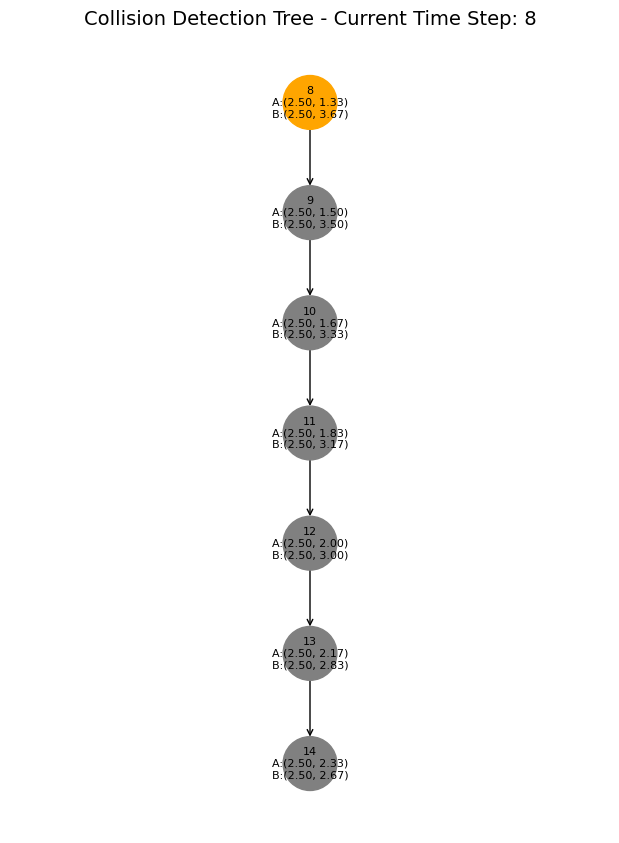 Collision Detection Tree - Current Time Step: 8
8
A:(2.50, 1.33)
B:(2.50, 3.67)
9
A:(2.50, 1.50)
B:(2.50, 3.50)
10
A:(2.50, 1.67)
B:(2.50, 3.33)
11
A:(2.50, 1.83)
B:(2.50, 3.17)
12
A:(2.50, 2.00)
B:(2.50, 3.00)
13
A:(2.50, 2.17)
B:(2.50, 2.83)
14
A:(2.50, 2.33)
B:(2.50, 2.67)